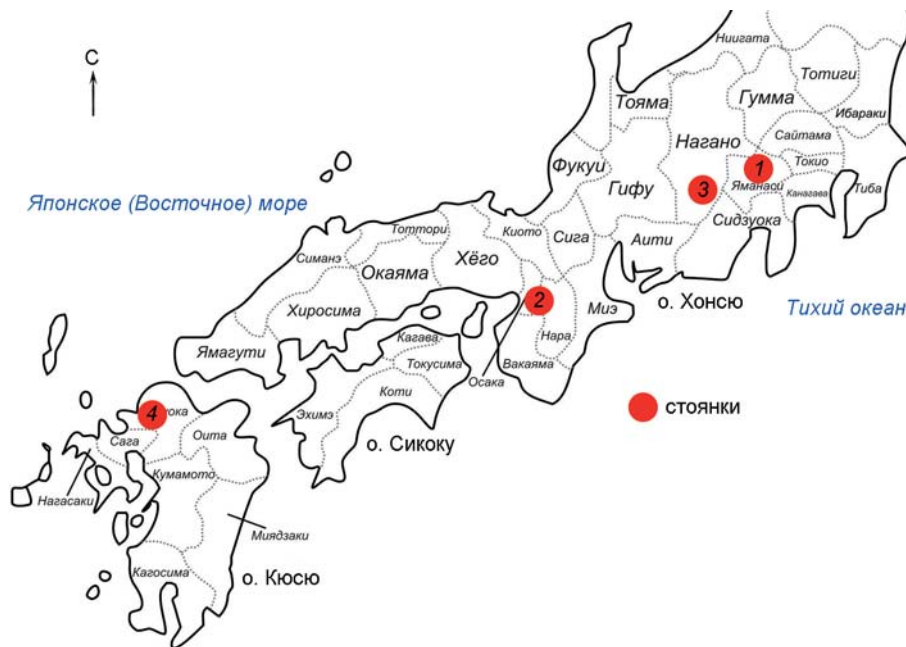 С
Ниигата
Тотиги
Тояма
Гумма
Ибараки
Нагано
Сайтама
Фукуи
1
Токио
Гифу
3
Яманаси
Канагава
Тиба
Японское (Восточное) море
Сидзуока
Тоттори
Киото
Сига
Аити
Симанэ
Хёго
Окаяма
2
о. Хонсю
Хиросима
Миэ
Тихий океан
Кагава
Нара
Ямагути
Токусима
Вакаяма
Осака
Коти
4
Эхимэ
стоянки
Оита
Сага
о. Сикоку
Кумамото
Нагасаки
Миядзаки
Кагосима
о. Кюсю